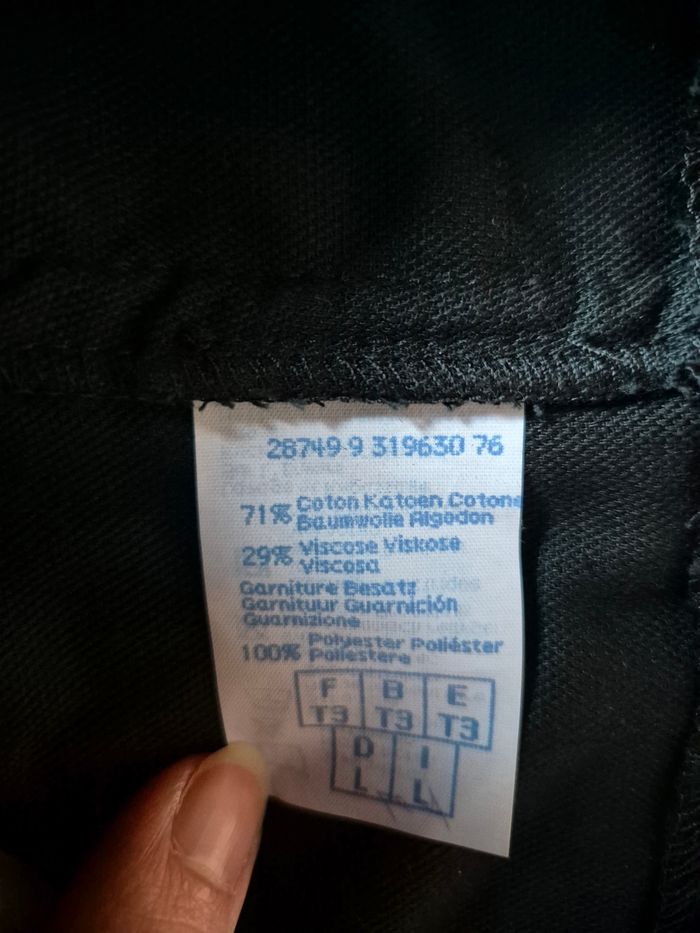 28749 9 319630 76
71% Coton Katoen Cotone
Baumwolle Algodon
29% Viscose Viskose
Viscosa
Garniture Besatz
Garnituur Guarnición
Guarnizione
100% Polyester Poliéster
Poliestere
F B E
T3 T3 T3
D I
L L